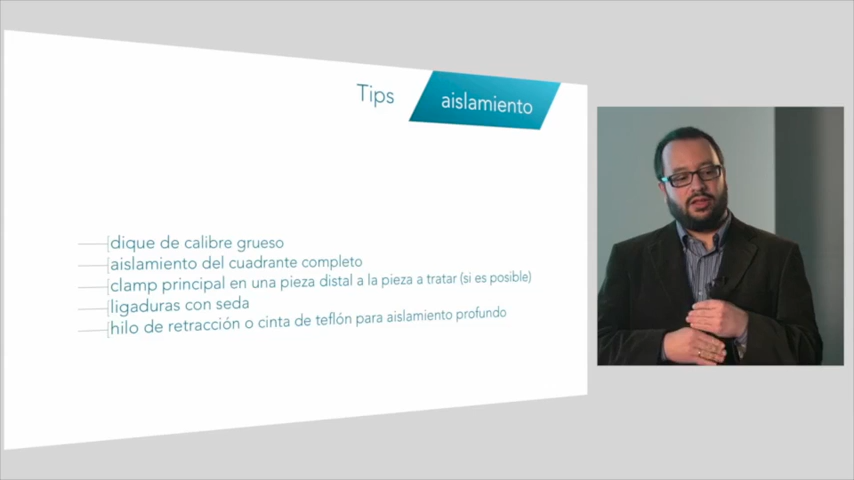 Tips aislamiento
dique de calibre grueso
aislamiento del cuadrante completo
clamp principal en una pieza distal a la pieza a tratar (si es posible)
ligaduras con seda
hilo de retracción o cinta de teflón para aislamiento profundo